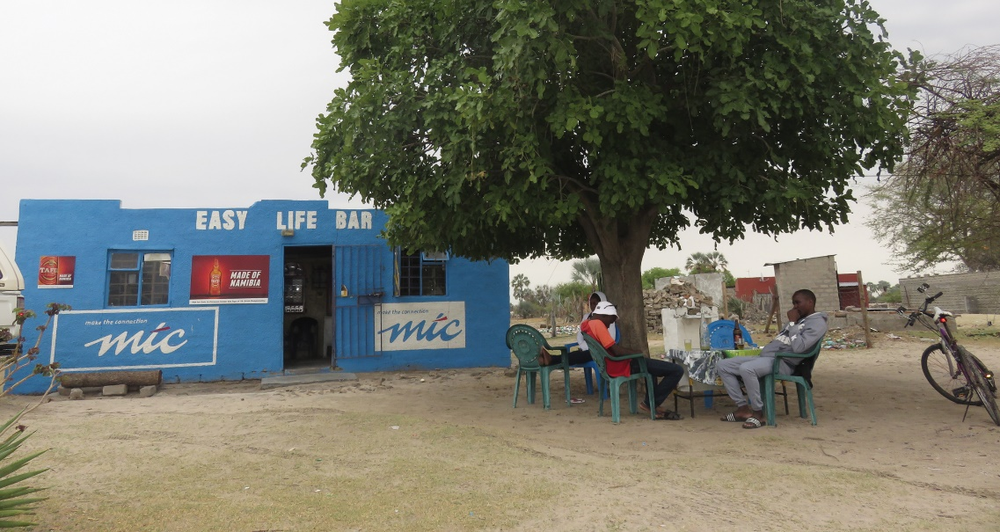 EASY LIFE BAR
TAFEL
MADE OF
NAMIBIA
make the connection
mtc
make the connection
mtc